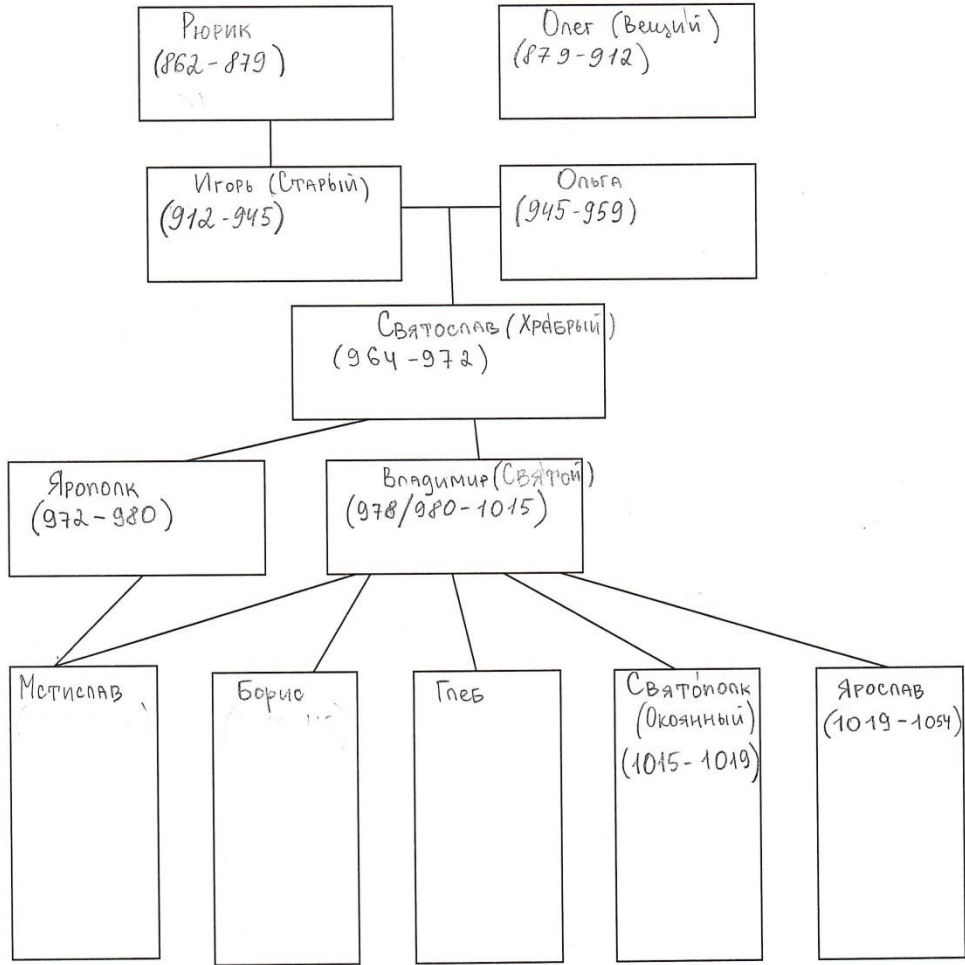 Рюрик
(862-879)
Олег (Вещий)
(879-912)
Игорь (Старый)
(912-945)
Ольга
(945-959)
Святослав (Храбрый)
(964-972)
Ярополк
(972-980)
Владимир (Святой)
(978/980-1015)
Мстислав
Борис
Глеб
Святополк
(Окоянный)
(1015-1019)
Ярослав
(1019-1054)